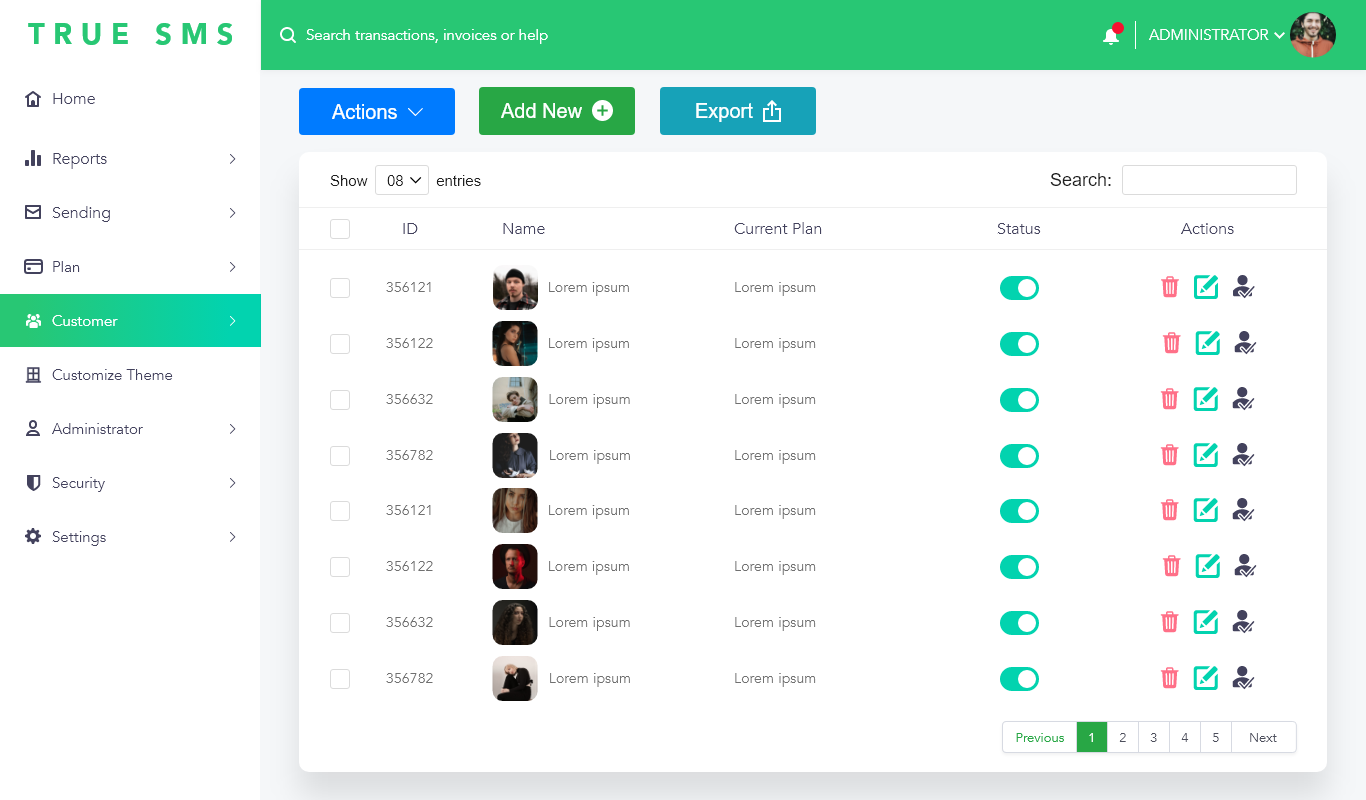 TRUE SMS
Search transactions, invoices or help
ADMINISTRATOR
Home
Reports
Sending
Plan
Customer
Customize Theme
Administrator
Security
Settings
Actions
Add New
Export
Show 08 entries
Search:
ID Name Current Plan Status Actions
356121 Lorem ipsum Lorem ipsum
356122 Lorem ipsum Lorem ipsum
356632 Lorem ipsum Lorem ipsum
356782 Lorem ipsum Lorem ipsum
356121 Lorem ipsum Lorem ipsum
356122 Lorem ipsum Lorem ipsum
356632 Lorem ipsum Lorem ipsum
356782 Lorem ipsum Lorem ipsum
Previous 1 2 3 4 5 Next